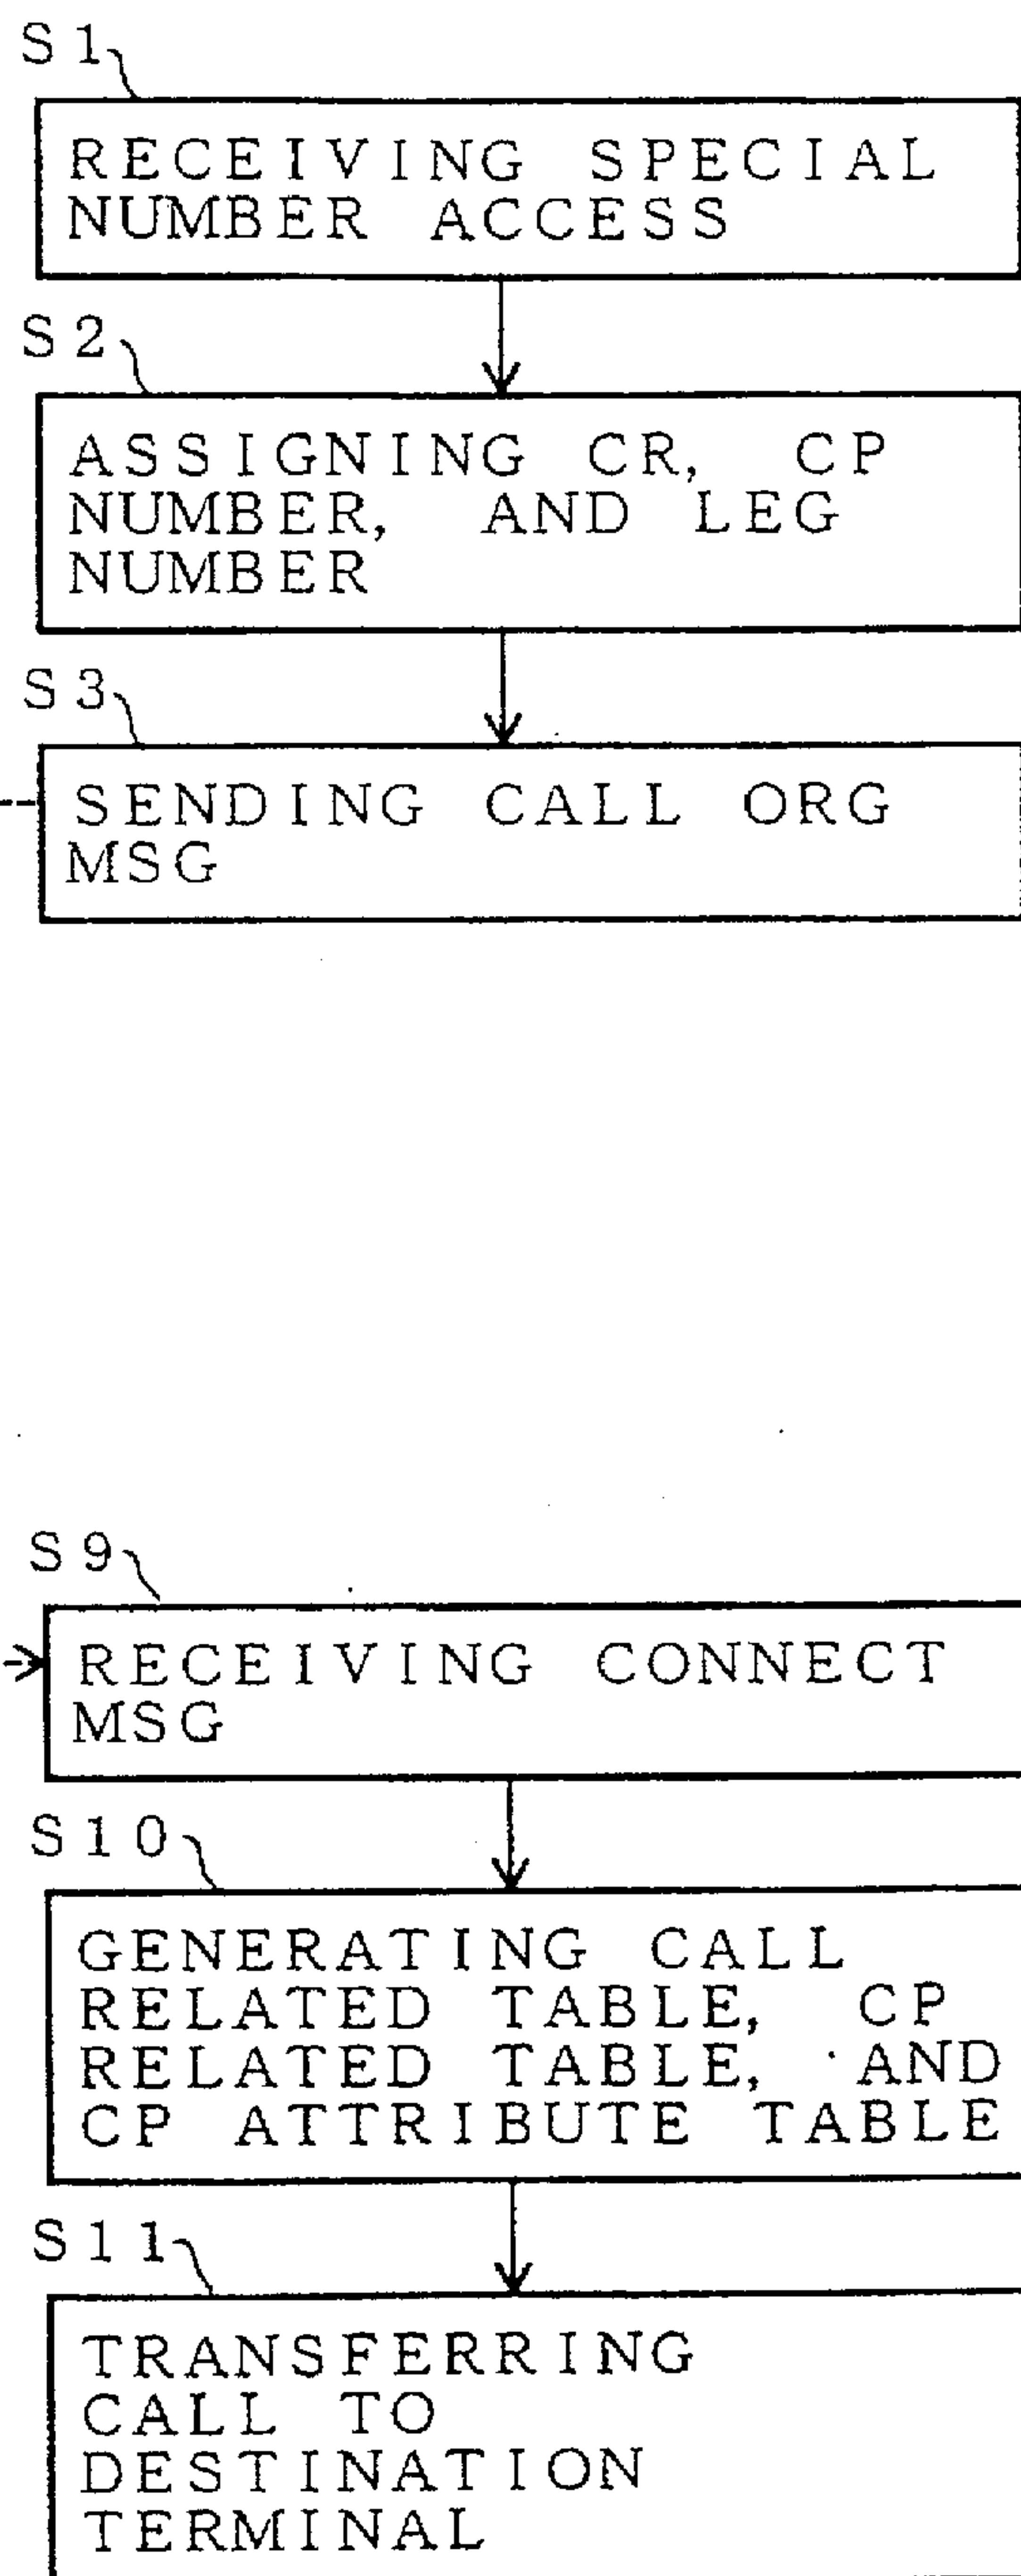 S1
RECEIVING SPECIAL
NUMBER ACCESS
S2
ASSIGNING CR, CP
NUMBER, AND LEG
NUMBER
S3
SENDING CALL ORG
MSG
S9
RECEIVING CONNECT
MSG
S10
GENERATING CALL
RELATED TABLE, CP
RELATED TABLE, AND
CP ATTRIBUTE TABLE
S11
TRANSFERRING
CALL TO
DESTINATION
TERMINAL